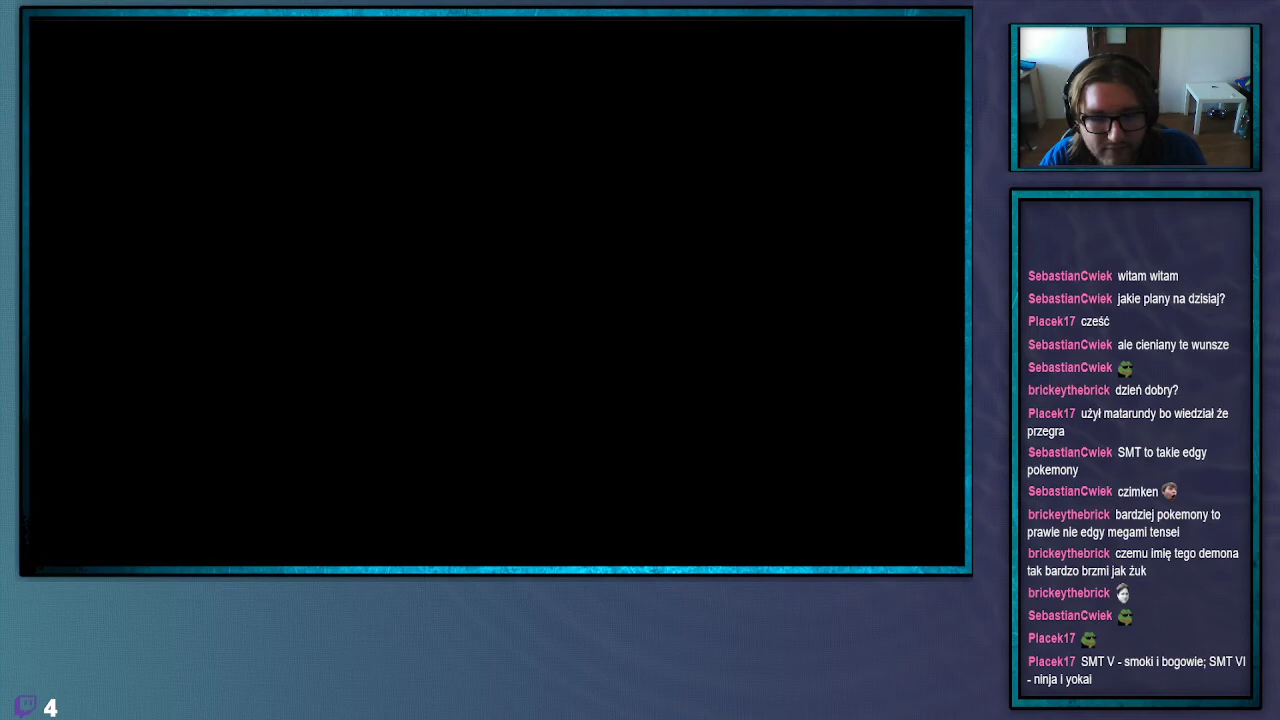 SebastianCwiek witam witam
SebastianCwiek jakie plany na dzisiaj?
Placek17 cześć
SebastianCwiek ale cieniany te wunsze
SebastianCwiek
brickeythebrick dzień dobry?
Placek17 użył matarundy bo wiedział że
przegra
SebastianCwiek SMT to takie edgy
pokemony
SebastianCwiek czimken
brickeythebrick bardziej pokemony to
prawie nie edgy megami tensei
brickeythebrick czemu imię tego demona
tak bardzo brzmi jak żuk
brickeythebrick
SebastianCwiek
Placek17
Placek17 SMT V - smoki i bogowie; SMT VI
- ninja i yokai
4